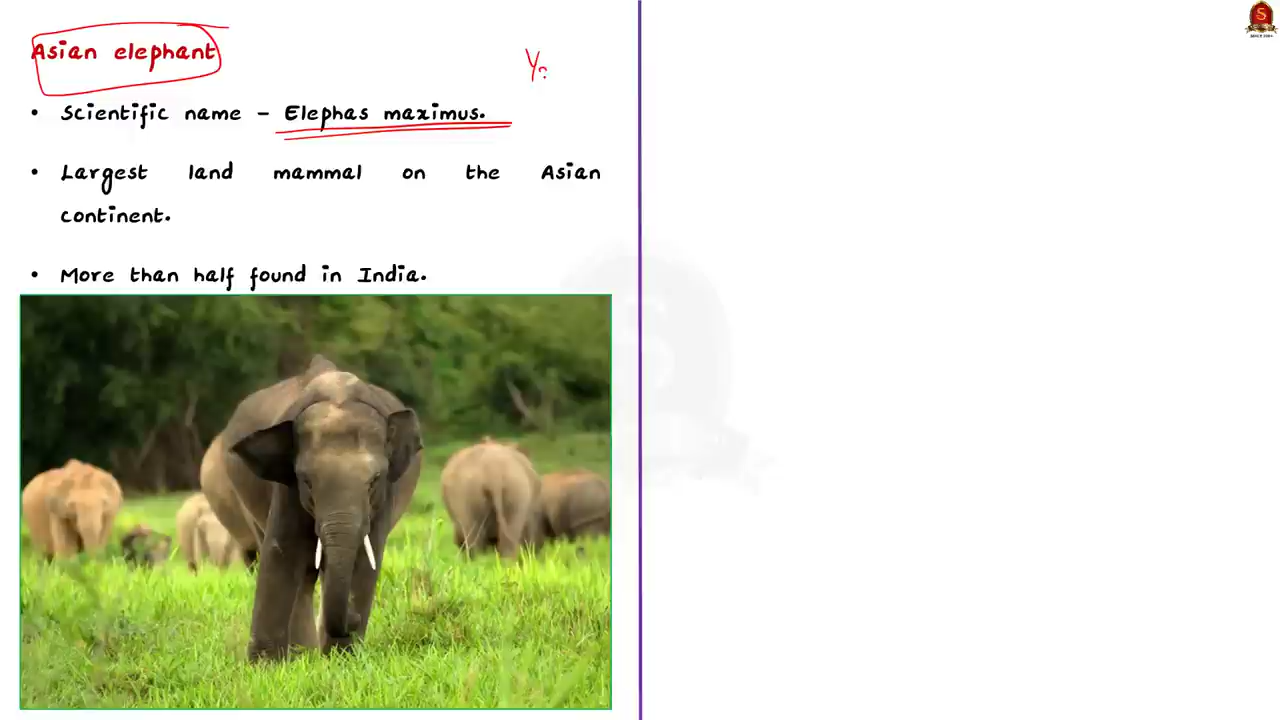 Asian elephant
• Scientific name – Elephas maximus.
• Largest land mammal on the Asian
continent.
• More than half found in India.
S